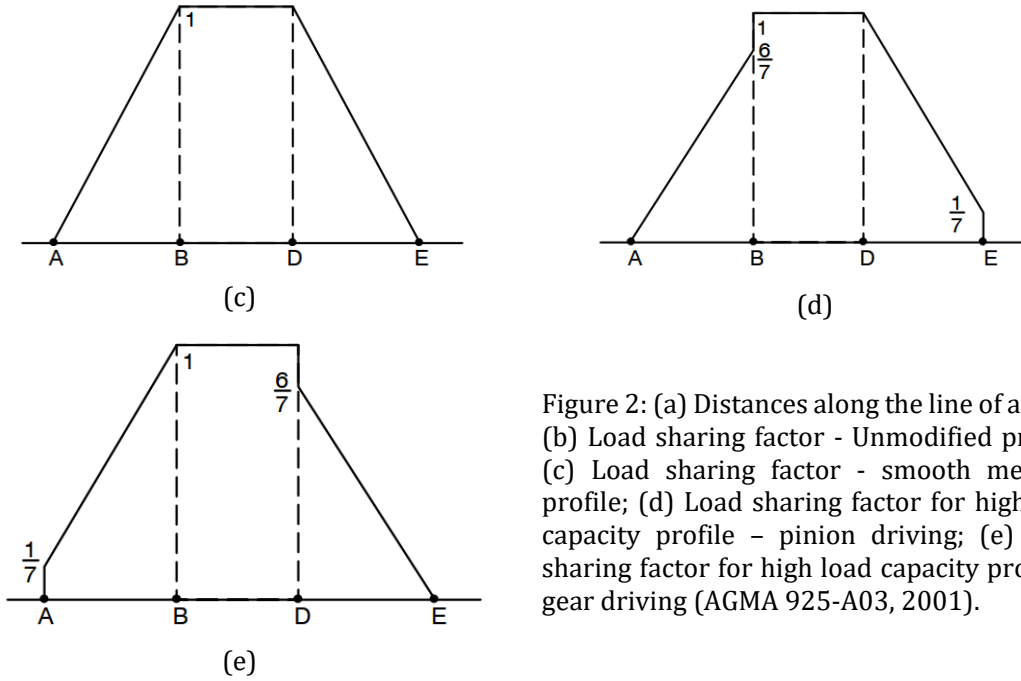 1
A B D E
(c)
1
6
7
1
7
A B D E
(d)
1
6
7
1
7
A B D E
(e)
Figure 2: (a) Distances along the line of a
(b) Load sharing factor - Unmodified pr
(c) Load sharing factor - smooth me
profile; (d) Load sharing factor for high
capacity profile – pinion driving; (e)
sharing factor for high load capacity pro
gear driving (AGMA 925-A03, 2001).